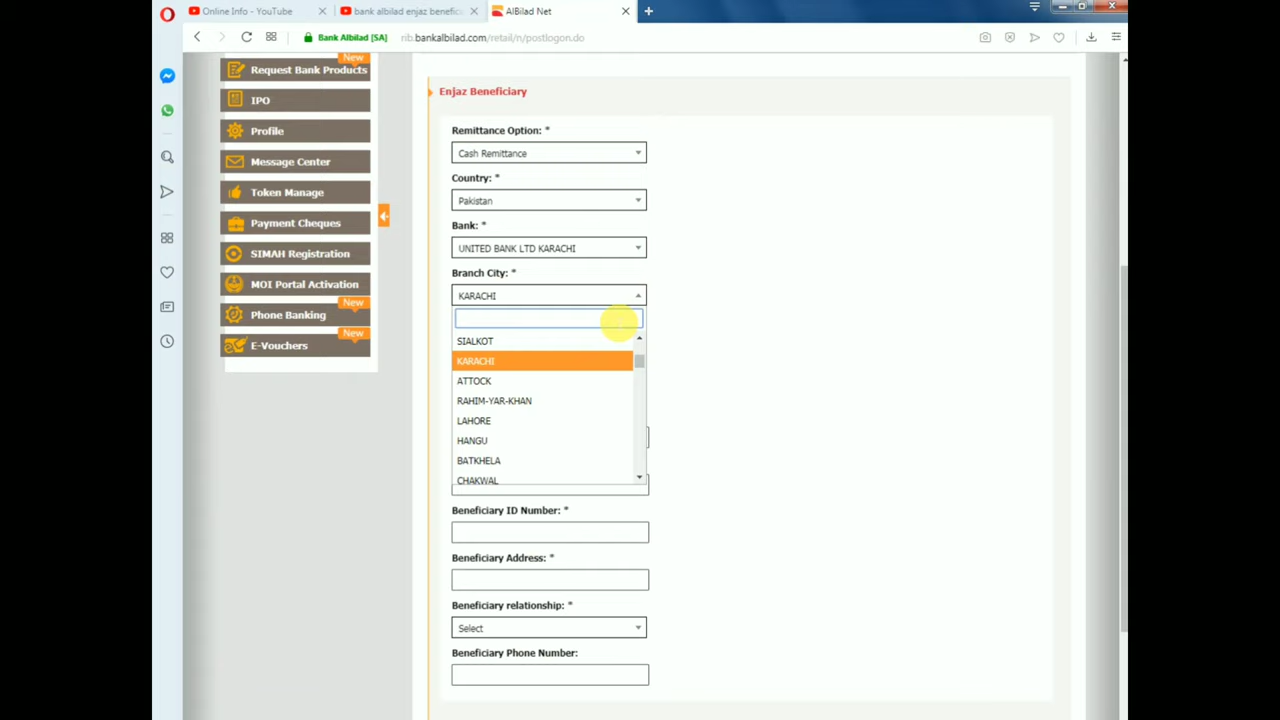 Online Info - YouTube
bank albilad enjaz benefici
AlBilad Net
Bank Albilad [SA]
nb.bankalbilad.com/retail/n/postlogon.do
New
Request Bank Products
IPO
Profile
Message Center
Token Manage
Payment Cheques
SIMAH Registration
MOI Portal Activation
New
Phone Banking
New
E-Vouchers
Enjaz Beneficiary
Remittance Option: *
Cash Remittance
Country: *
Pakistan
Bank: *
UNITED BANK LTD KARACHI
Branch City: *
KARACHI
SIALKOT
KARACHI
ATTOCK
RAHIM-YAR-KHAN
LAHORE
HANGU
BATKHELA
CHAKWAL
Beneficiary ID Number: *
Beneficiary Address: *
Beneficiary relationship: *
Select
Beneficiary Phone Number: